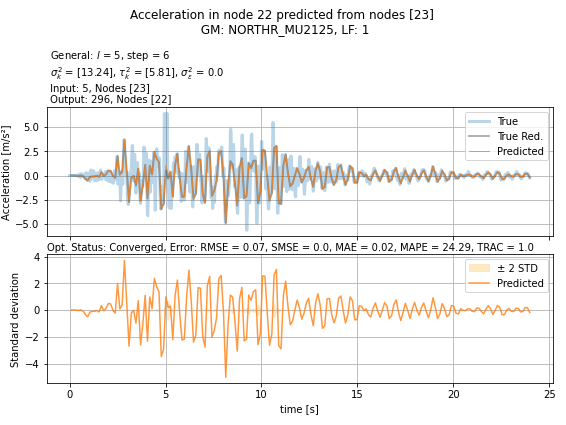 Acceleration in node 22 predicted from nodes [23]
GM: NORTHR_MU2125, LF: 1
General: l = 5, step = 6
σ²ₖ = [13.24], τ²ₖ = [5.81], σ²ε = 0.0
Input: 5, Nodes [23]
Output: 296, Nodes [22]
Acceleration [m/s²]
5.0
2.5
0.0
−2.5
−5.0
True
True Red.
Predicted
Opt. Status: Converged, Error: RMSE = 0.07, SMSE = 0.0, MAE = 0.02, MAPE = 24.29, TRAC = 1.0
Standard deviation
4
2
0
−2
−4
± 2 STD
Predicted
0 5 10 15 20 25
time [s]